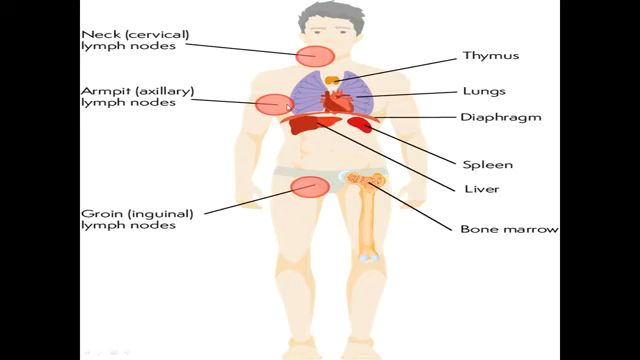 Neck (cervical)
lymph nodes
Armpit (axillary)
lymph nodes
Groin (inguinal)
lymph nodes
Thymus
Lungs
Diaphragm
Spleen
Liver
Bone marrow